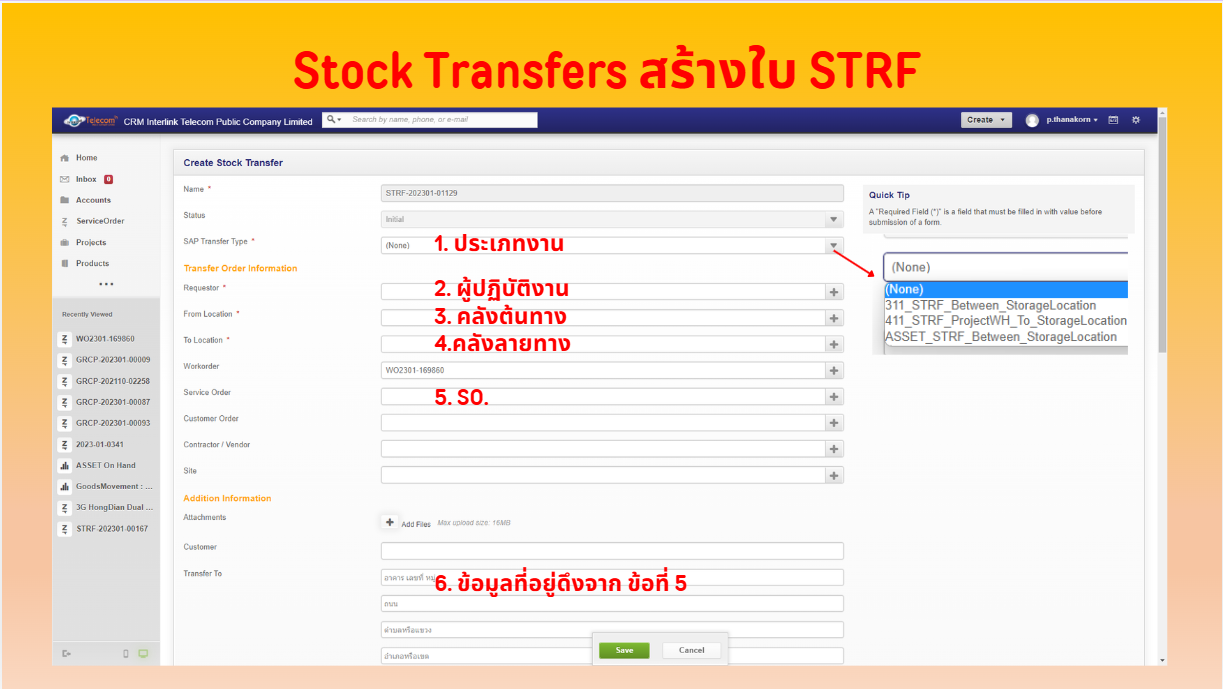 Stock Transfers สร้างใบ STRF
Telecom
CRM Interlink Telecom Public Company Limited
Search by name, phone, or e-mail
Create
p.thanakorn
Home
Inbox 0
Accounts
ServiceOrder
Projects
Products
Recently Viewed
WO2301-169860
GRCP-202301-00009
GRCP-202110-02258
GRCP-202301-00087
GRCP-202301-00093
2023-01-0341
ASSET On Hand
GoodsMovement : ...
3G HongDian Dual ...
STRF-202301-00167
Create Stock Transfer
Name *
STRF-202301-01129
Status
Initial
SAP Transfer Type *
(None)
1. ประเภทงาน
Transfer Order Information
Requestor *
2. ผู้ปฏิบัติงาน
From Location *
3. คลังต้นทาง
To Location *
4.คลังลายทาง
Workorder
WO2301-169860
Service Order
5. SO.
Customer Order
Contractor / Vendor
Site
Addition Information
Attachments
Add Files Max upload size: 16MB
Customer
Transfer To
อาคาร เลขที่ หมู่
6. ข้อมูลที่อยู่ดึงจาก ข้อที่ 5
ถนน
ตำบลหรือแขวง
อำเภอหรือเขต
Save
Cancel
Quick Tip
A "Required Field (*)" is a field that must be filled in with value before
submission of a form.
(None)
(None)
311_STRF_Between_StorageLocation
411_STRF_ProjectWH_To_StorageLocation
ASSET_STRF_Between_StorageLocation